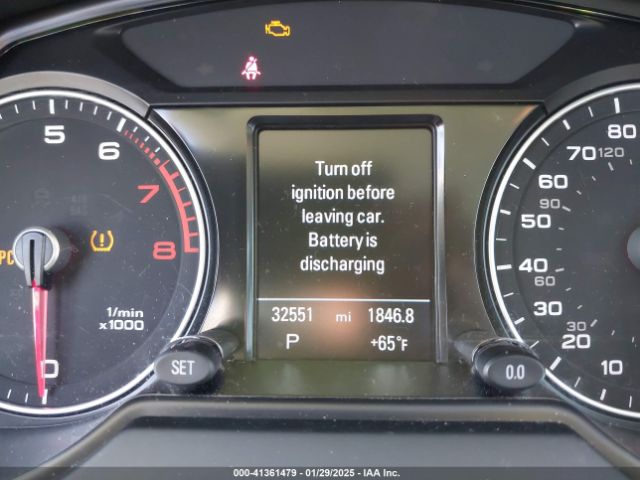 Turn off
ignition before
leaving car.
Battery is
discharging
32551 mi 1846.8
P +65°F
5
6
7
8
0
1/min
x1000
PC
SET
0.0
80
70 120
60
90
50
40
60
30
30
20
10
000-41361479 | 01/29/2025 | IAA Inc.